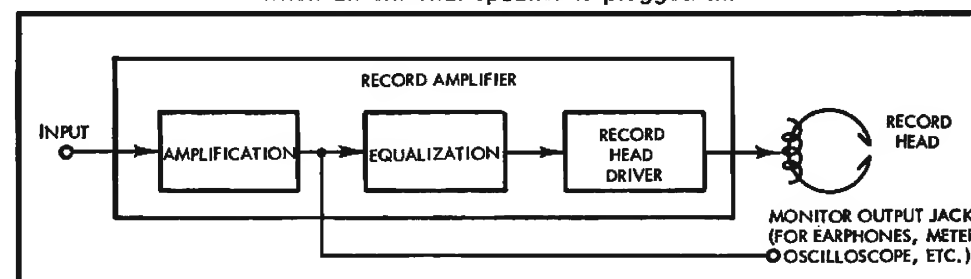 RECORD AMPLIFIER
INPUT
AMPLIFICATION
EQUALIZATION
RECORD
HEAD
DRIVER
RECORD
HEAD
MONITOR OUTPUT JACK
(FOR EARPHONES, METER
OSCILLOSCOPE, ETC.)